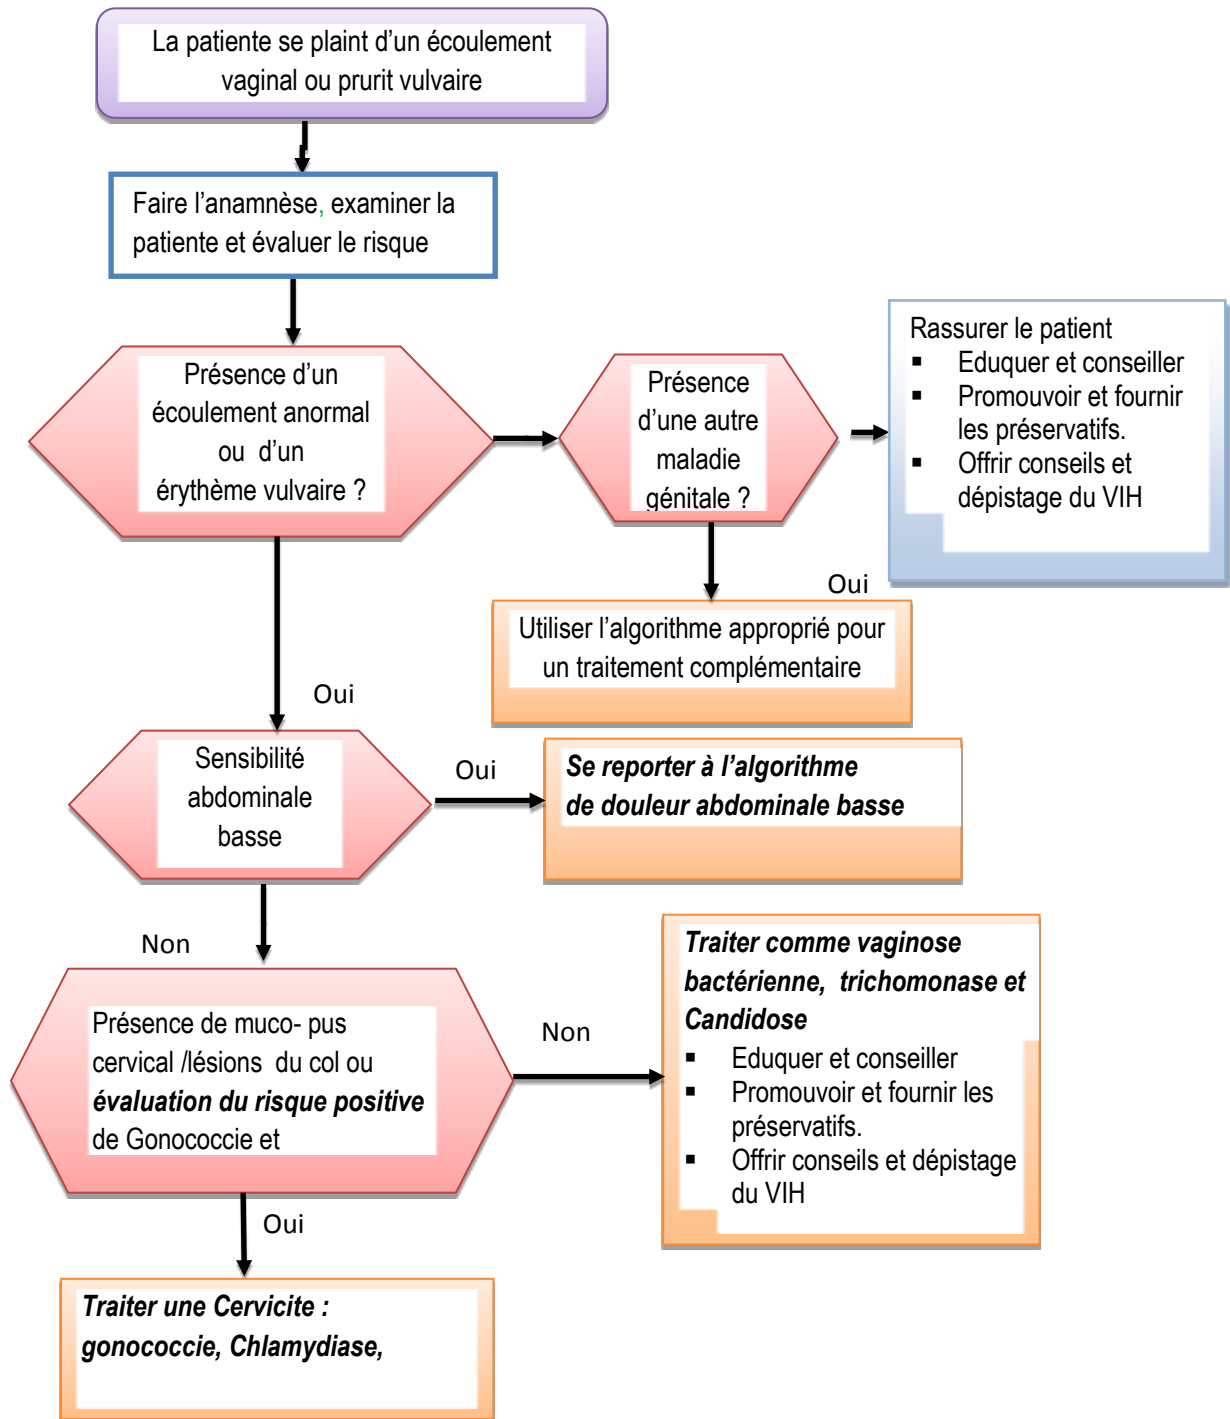 La patiente se plaint d’un écoulement
vaginal ou prurit vulvaire
Faire l’anamnèse, examiner la
patiente et évaluer le risque
Présence d’un
écoulement anormal
ou d’un
érythème vulvaire ?
Présence
d’une autre
maladie
génitale ?
Rassurer le patient
▪ Eduquer et conseiller
▪ Promouvoir et fournir
les préservatifs.
▪ Offrir conseils et
dépistage du VIH
Oui
Utiliser l’algorithme approprié pour
un traitement complémentaire
Oui
Sensibilité
abdominale
basse
Oui
Se reporter à l’algorithme
de douleur abdominale basse
Non
Présence de muco- pus
cervical /lésions du col ou
évaluation du risque positive
de Gonococcie et
Non
Traiter comme vaginose
bactérienne, trichomonase et
Candidose
▪ Eduquer et conseiller
▪ Promouvoir et fournir les
préservatifs.
▪ Offrir conseils et dépistage
du VIH
Oui
Traiter une Cervicite :
gonococcie, Chlamydiase,